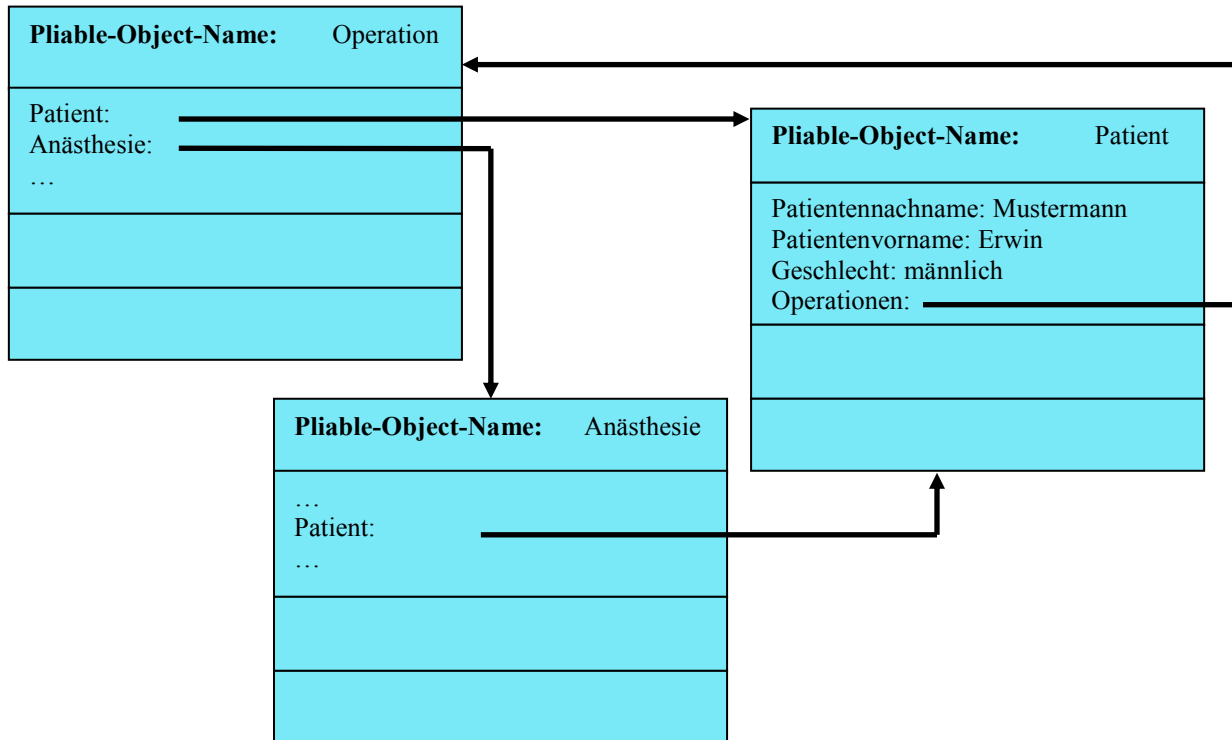 Pliable-Object-Name: Operation
Patient:
Anästhesie:
…
Pliable-Object-Name: Patient
Patientennachname: Mustermann
Patientenvorname: Erwin
Geschlecht: männlich
Operationen:
Pliable-Object-Name: Anästhesie
…
Patient:
…